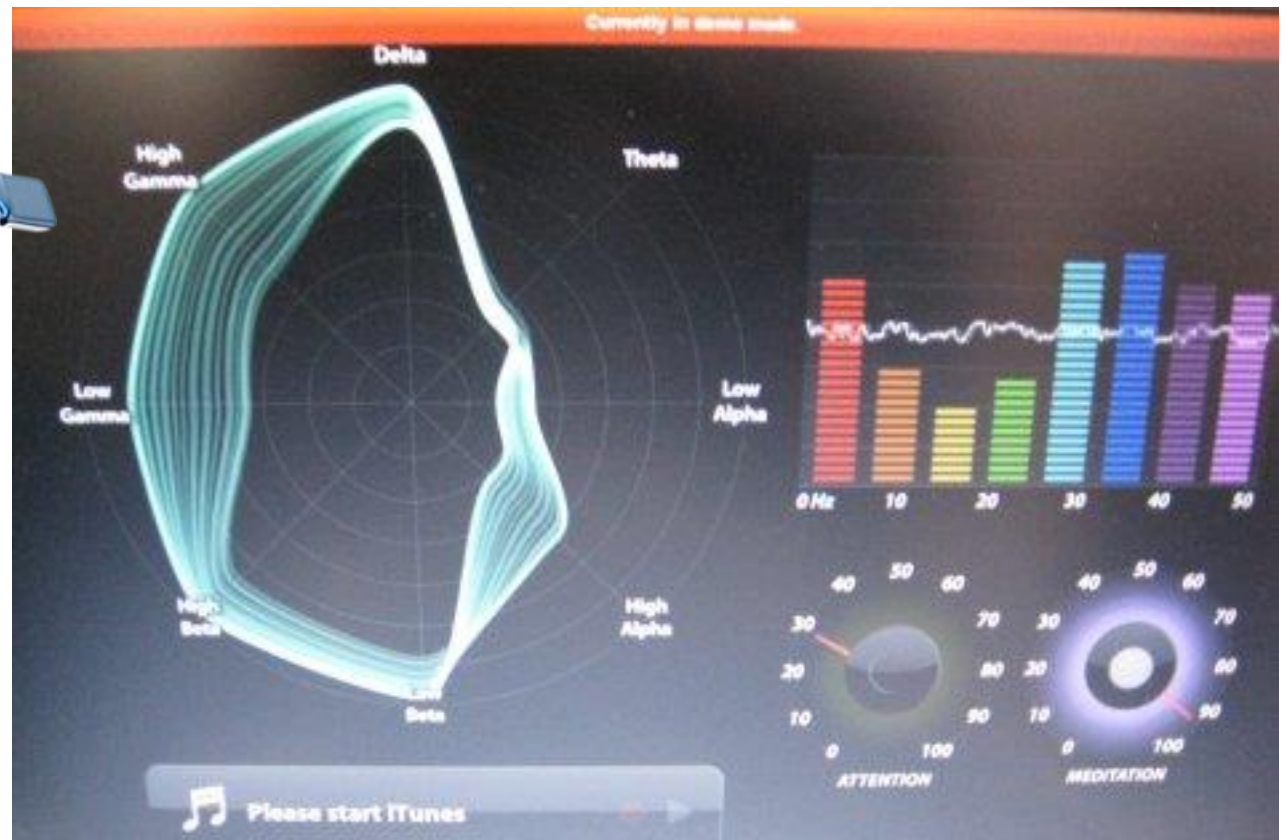 Currently in demo mode.
Delta
High
Gamma
Theta
Low
Gamma
Low
Alpha
High
Beta
High
Alpha
Low
Beta
0 Hz 10 20 30 40 50
0 10 20 30 40 50 60 70 80 90 100
ATTENTION
0 10 20 30 40 50 60 70 80 90 100
MEDITATION
Please start iTunes